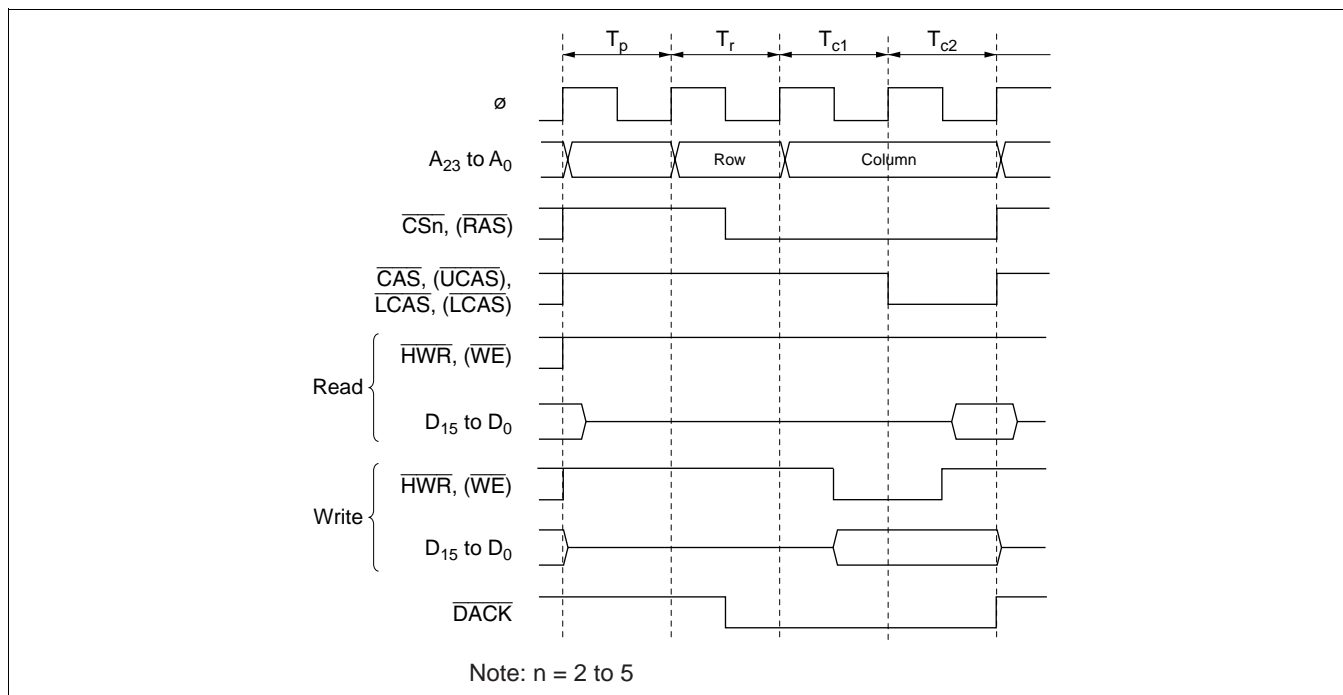 Tp Tr Tc1 Tc2
ø
A23 to A0 Row Column
CSn, (RAS)
CAS, (UCAS),
LCAS, (LCAS)
HWR, (WE)
Read
D15 to D0
HWR, (WE)
Write
D15 to D0
DACK
Note: n = 2 to 5